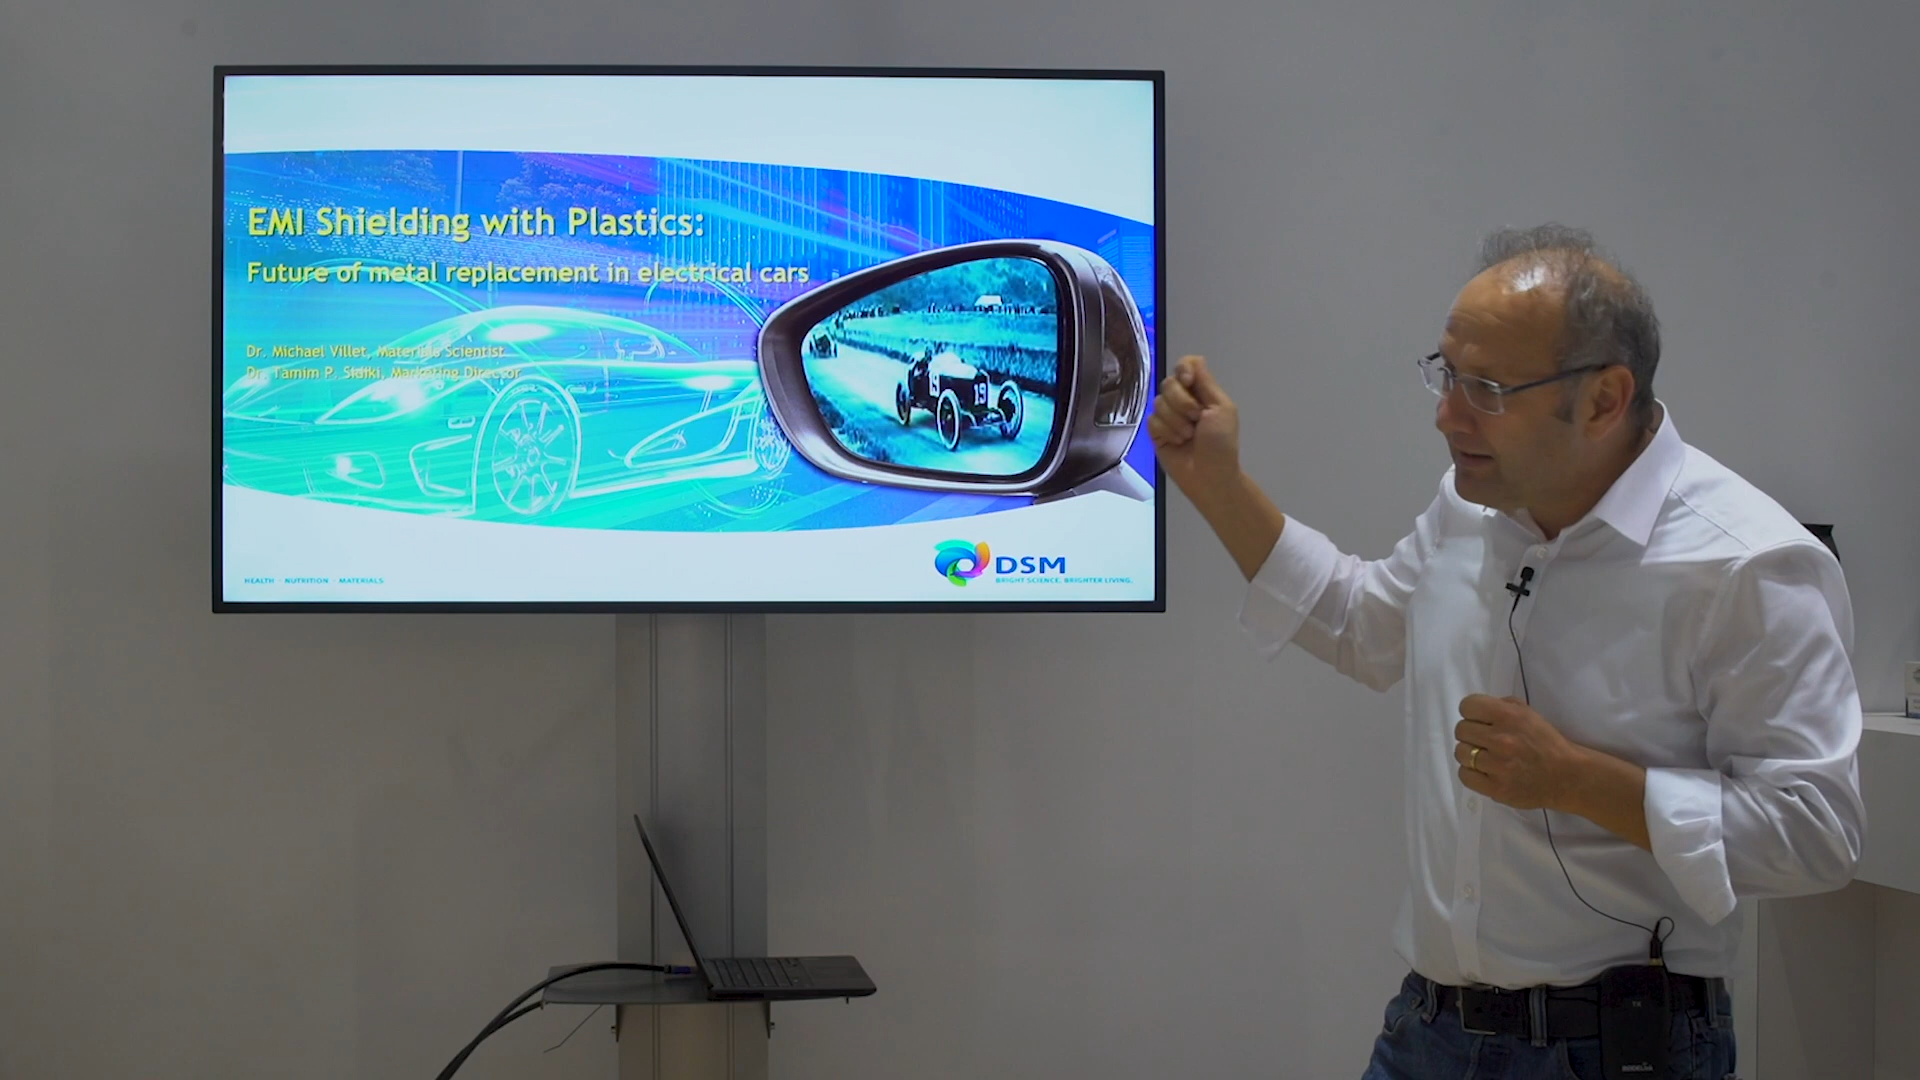 EMI Shielding with Plastics:
Future of metal replacement in electrical cars
Dr. Michael Villet, Materials Scientist
Dr. Tamim P. Sidiki, Marketing Director
19
HEALTH · NUTRITION · MATERIALS
DSM
BRIGHT SCIENCE. BRIGHTER LIVING.
TX